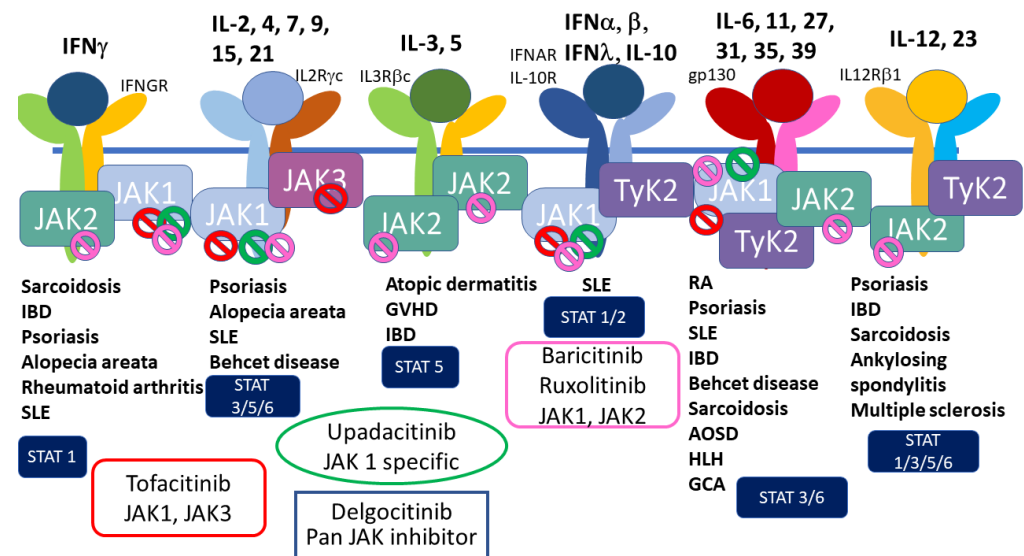 IFNγ
IFNGR
JAK1
JAK2
Sarcoidosis
IBD
Psoriasis
Alopecia areata
Rheumatoid arthritis
SLE
STAT 1
IL-2, 4, 7, 9,
15, 21
IL2Rγc
JAK3
JAK1
Psoriasis
Alopecia areata
SLE
Behcet disease
STAT
3/5/6
IL-3, 5
IL3Rβc
JAK2
JAK2
Atopic dermatitis
GVHD
IBD
STAT 5
IFNα, β,
IFNλ, IL-10
IFNAR
IL-10R
TyK2
JAK1
SLE
STAT 1/2
IL-6, 11, 27,
31, 35, 39
gp130
JAK1
JAK2
TyK2
RA
Psoriasis
SLE
IBD
Behcet disease
Sarcoidosis
AOSD
HLH
GCA
STAT 3/6
IL-12, 23
IL12Rβ1
TyK2
JAK2
Psoriasis
IBD
Sarcoidosis
Ankylosing
spondylitis
Multiple sclerosis
STAT
1/3/5/6
Tofacitinib
JAK1, JAK3
Upadacitinib
JAK 1 specific
Delgocitinib
Pan JAK inhibitor
Baricitinib
Ruxolitinib
JAK1, JAK2